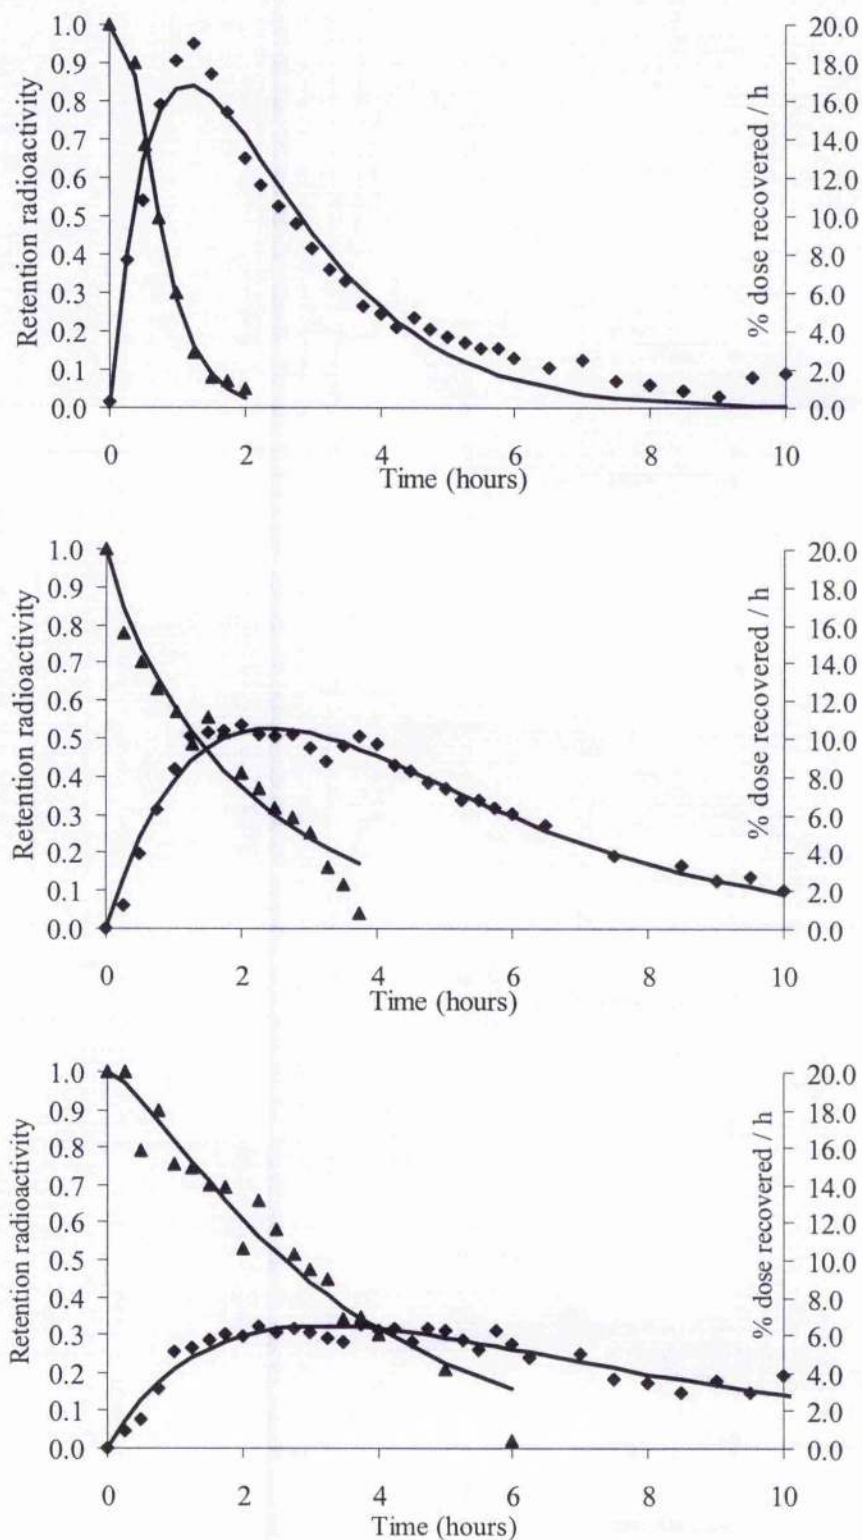 1.0 20.0
0.9 18.0
0.8 16.0
0.7 14.0
0.6 12.0
0.5 10.0
0.4 8.0
0.3 6.0
0.2 4.0
0.1 2.0
0.0 0.0
Retention radioactivity
% dose recovered / h
0 2 4 6 8 10
Time (hours)
1.0 20.0
0.9 18.0
0.8 16.0
0.7 14.0
0.6 12.0
0.5 10.0
0.4 8.0
0.3 6.0
0.2 4.0
0.1 2.0
0.0 0.0
Retention radioactivity
% dose recovered / h
0 2 4 6 8 10
Time (hours)
1.0 20.0
0.9 18.0
0.8 16.0
0.7 14.0
0.6 12.0
0.5 10.0
0.4 8.0
0.3 6.0
0.2 4.0
0.1 2.0
0.0 0.0
Retention radioactivity
% dose recovered / h
0 2 4 6 8 10
Time (hours)